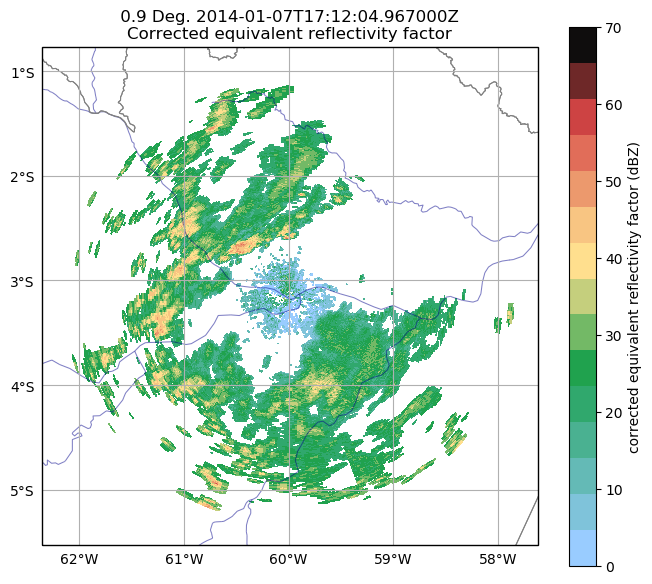 0.9 Deg. 2014-01-07T17:12:04.967000Z
Corrected equivalent reflectivity factor
1°S
2°S
3°S
4°S
5°S
62°W
61°W
60°W
59°W
58°W
70
60
50
40
30
20
10
0
corrected equivalent reflectivity factor (dBZ)